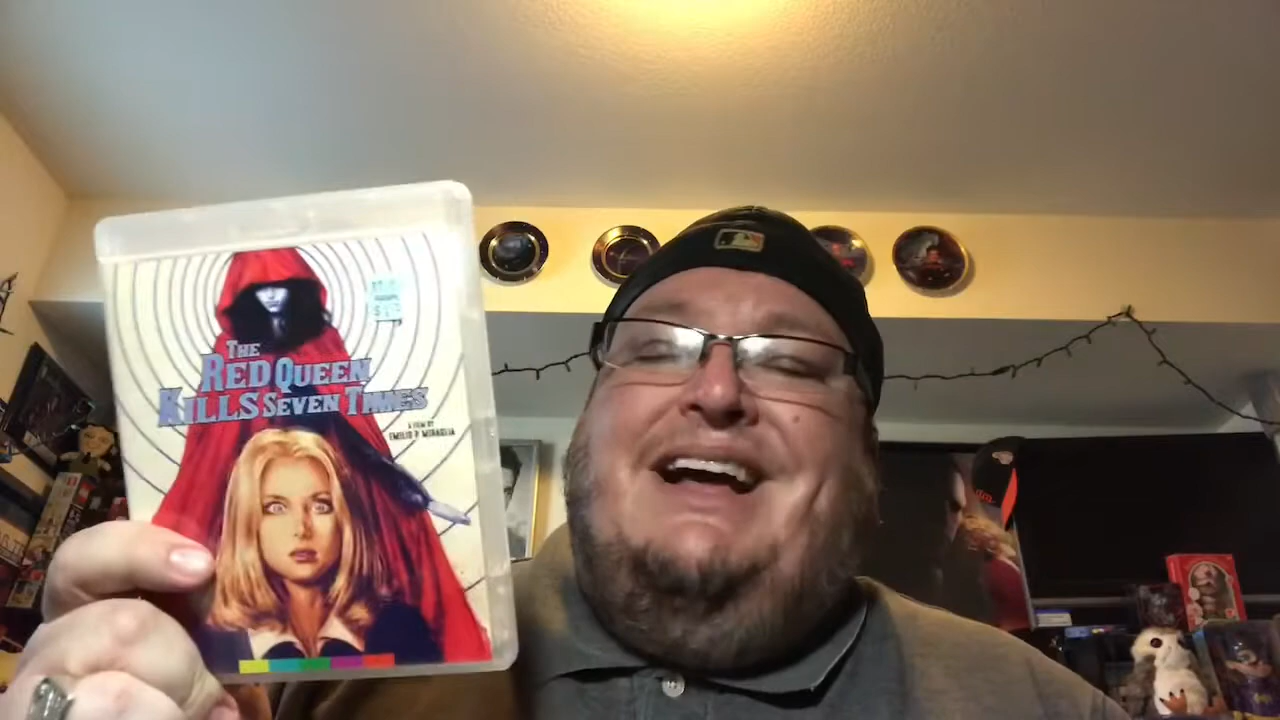 THE
RED QUEEN
KILLS SEVEN TIMES
A FILM BY
EMILIO P. MIRAGLIA